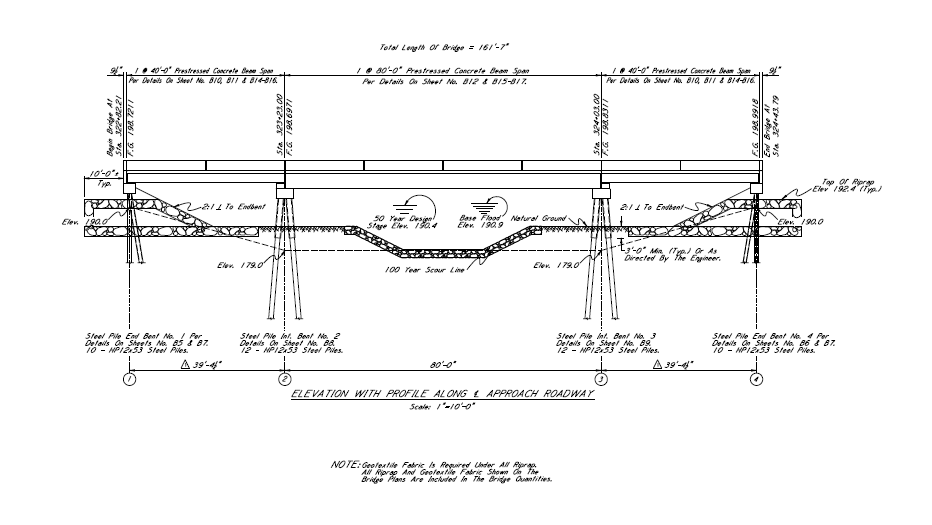 Total Length Of Bridge = 161'-7"
9½" 1 @ 40'-0" Prestressed Concrete Beam Span
Per Details On Sheet No. B10, B11 & B14-B16.
1 @ 80'-0" Prestressed Concrete Beam Span
Per Details On Sheet No. B12 & B15-B17.
1 @ 40'-0" Prestressed Concrete Beam Span 9½"
Per Details On Sheet No. B10, B11 & B14-B16.
Begin Bridge At
Sta. 322+82.21
F.G. 198.7211
Sta. 323+23.00
F.G. 198.6971
Sta. 324+03.00
F.G. 198.8311
F.G. 198.9918
End Bridge At
Sta. 324+43.79
10'-0"±
Typ.
Elev. 190.0
2:1 ⊥ To Endbent
50 Year Design
Stage Elev. 190.4
Base Flood
Elev. 190.9
Natural Ground
2:1 ⊥ To Endbent
Top Of Riprap
Elev 192.4 (Typ.)
Elev. 190.0
Elev. 179.0
100 Year Scour Line
Elev. 179.0
3'-0" Min. (Typ.) Or As
Directed By The Engineer.
Steel Pile End Bent No. 1 Per
Details On Sheets No. B5 & B7.
10 - HP12x53 Steel Piles.
Steel Pile Int. Bent No. 2
Details On Sheet No. B8.
12 - HP12x53 Steel Piles.
Steel Pile Int. Bent No. 3
Details On Sheet No. B9.
12 - HP12x53 Steel Piles.
Steel Pile End Bent No. 4 Per
Details On Sheets No. B6 & B7.
10 - HP12x53 Steel Piles.
1 39'-4½" 80'-0" 1 39'-4½"
1 2 3 4
ELEVATION WITH PROFILE ALONG ℄ APPROACH ROADWAY
Scale: 1"=10'-0"
NOTE: Geotextile Fabric Is Required Under All Riprap.
All Riprap And Geotextile Fabric Shown On The
Bridge Plans Are Included In The Bridge Quantities.